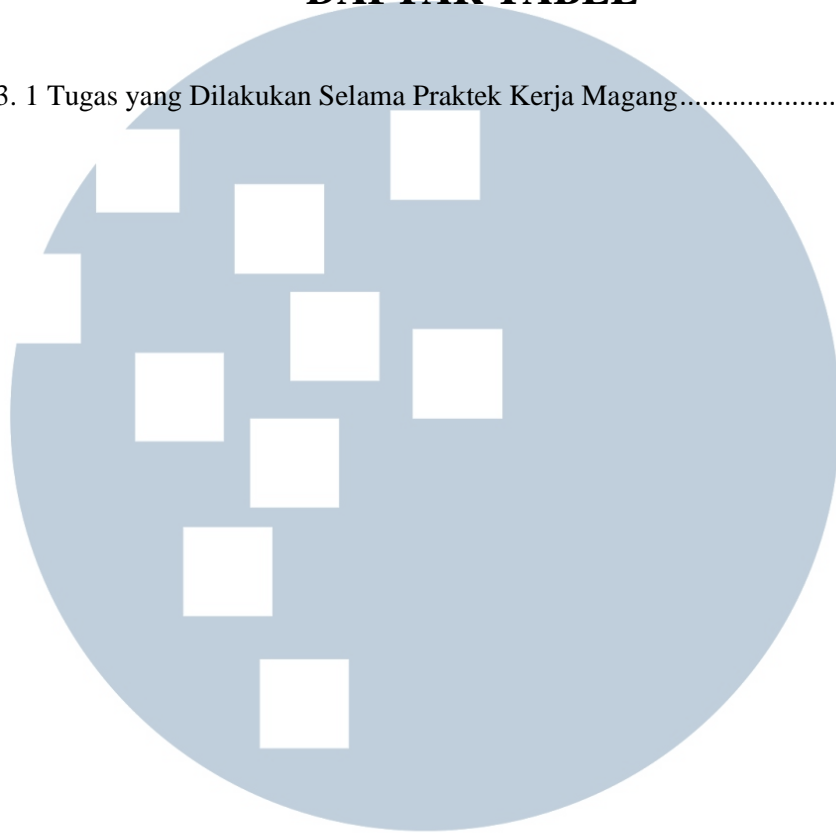 DAFTAR TABEL
3. 1 Tugas yang Dilakukan Selama Praktek Kerja Magang.....................